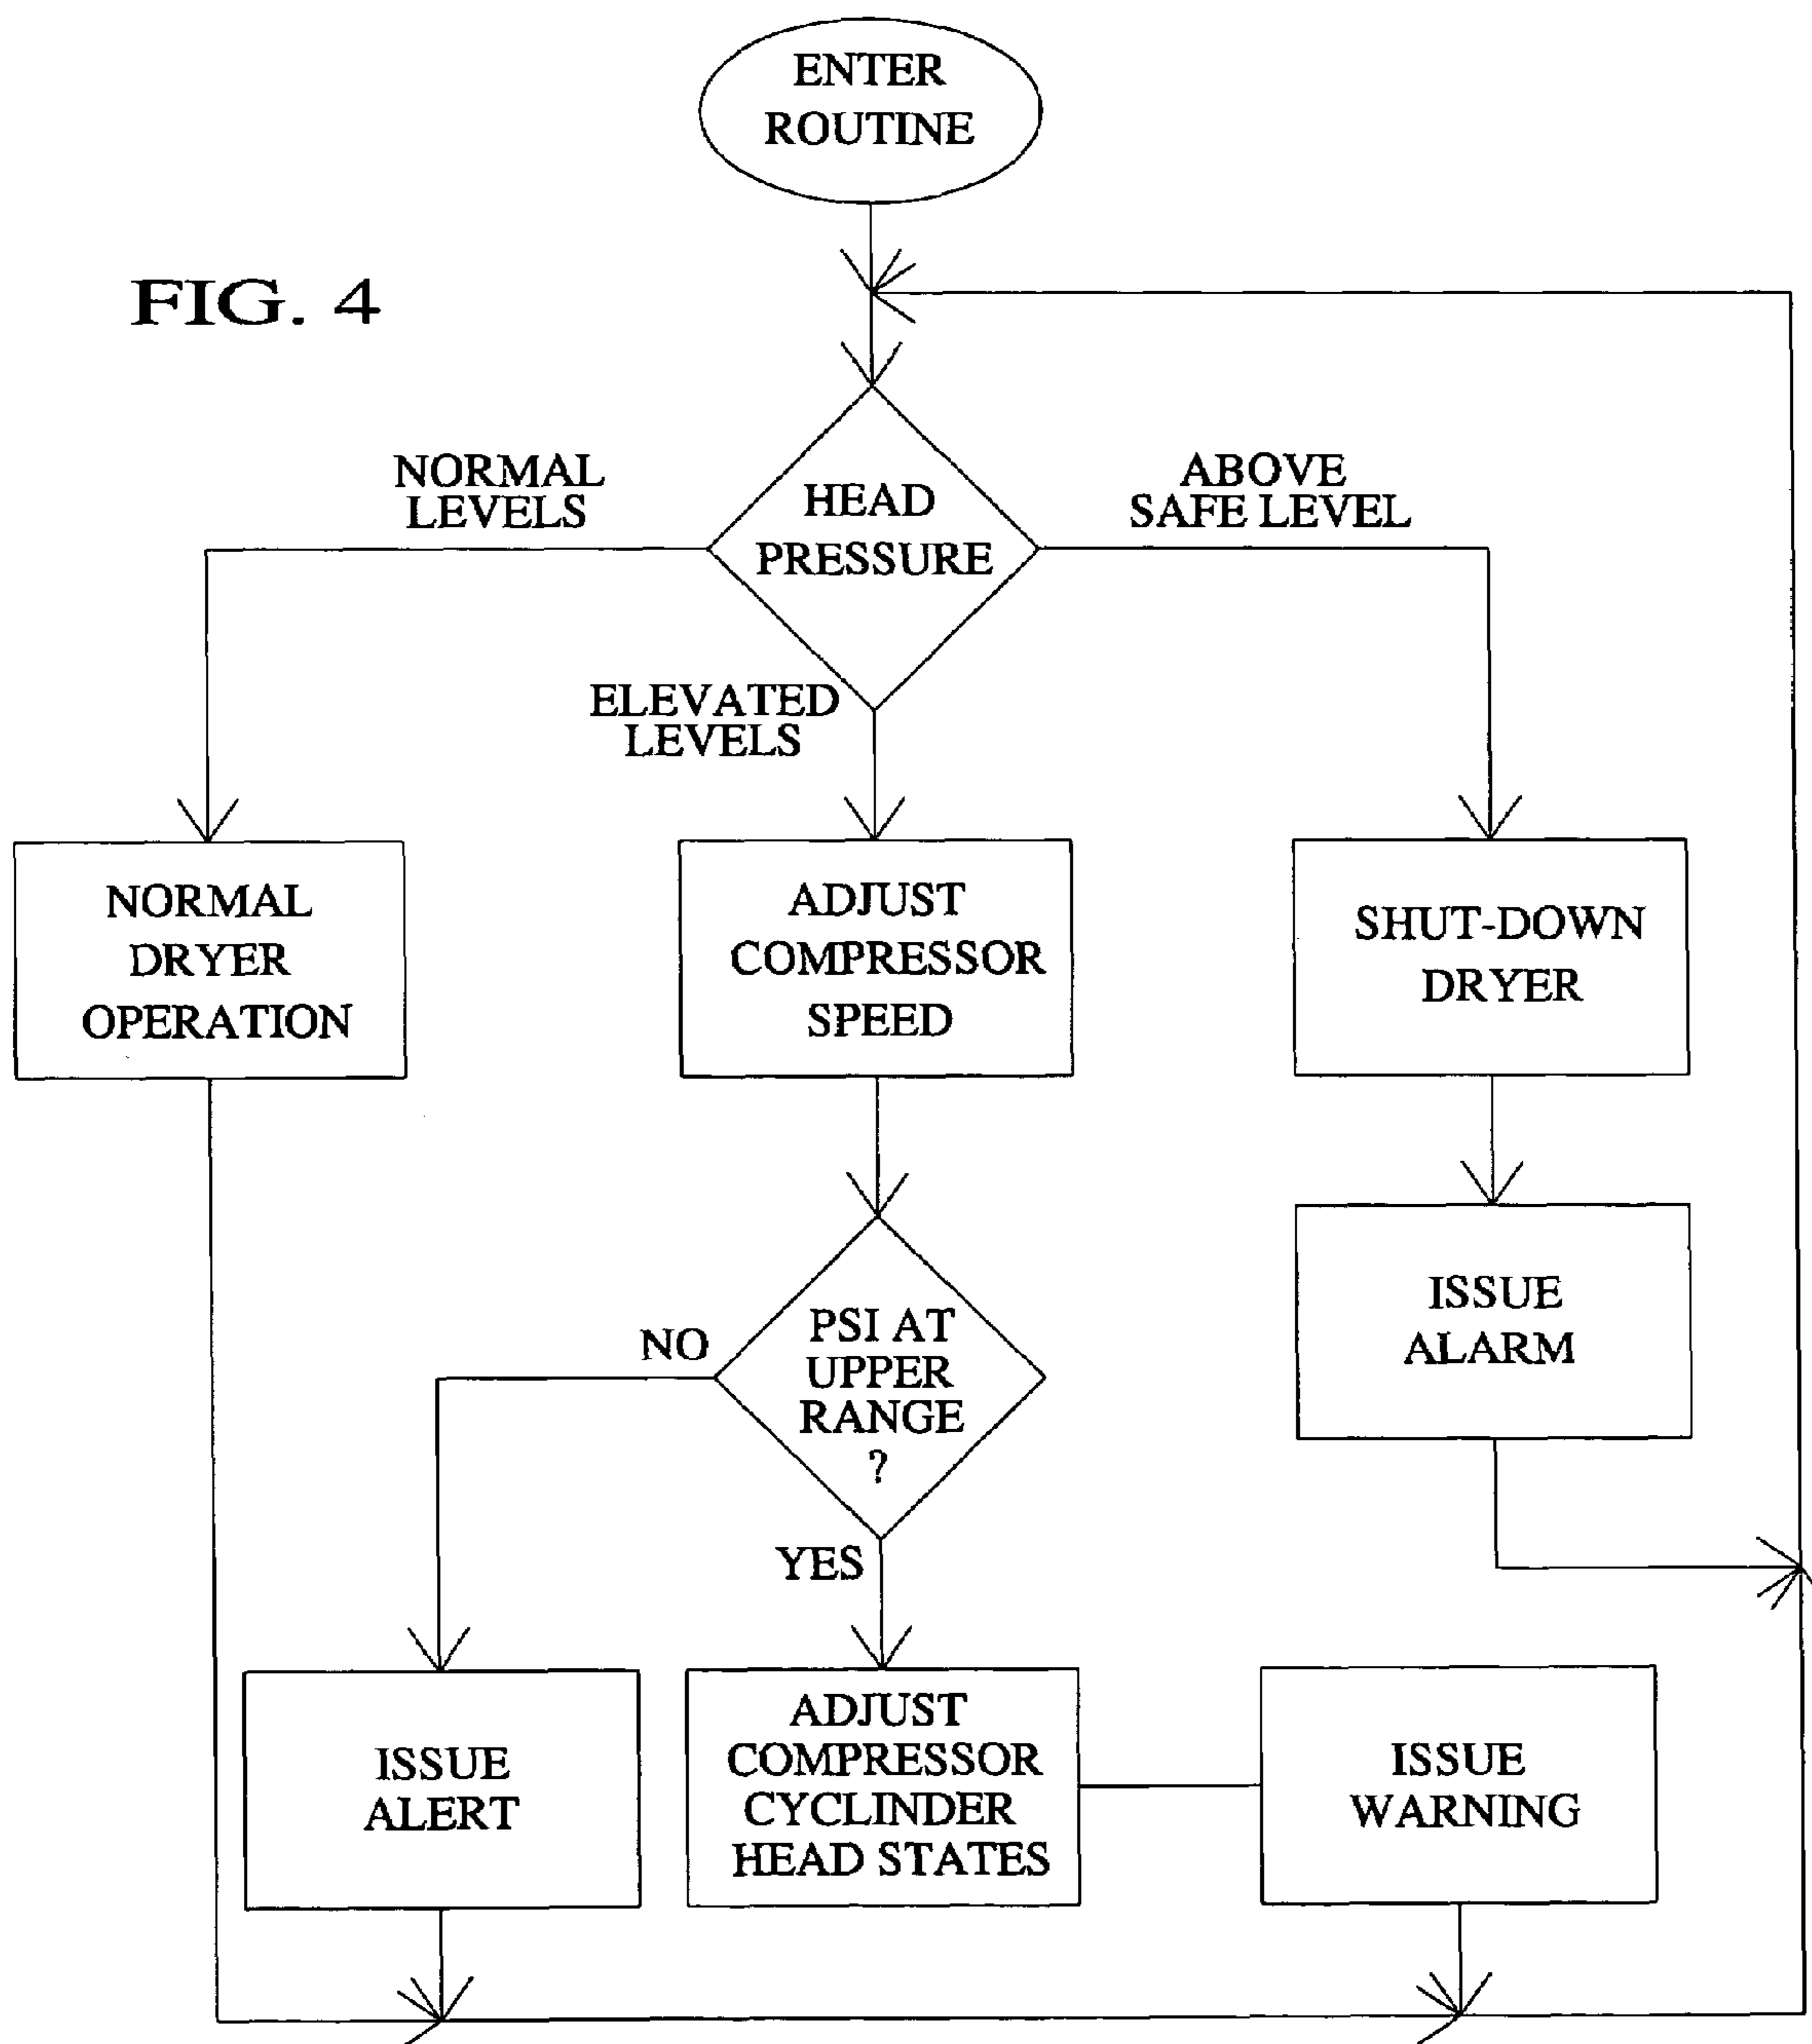 ENTER
ROUTINE
FIG. 4
NORMAL
LEVELS
HEAD
PRESSURE
ABOVE
SAFE LEVEL
ELEVATED
LEVELS
NORMAL
DRYER
OPERATION
ADJUST
COMPRESSOR
SPEED
SHUT-DOWN
DRYER
ISSUE
ALARM
NO
PSI AT
UPPER
RANGE
?
YES
ISSUE
ALERT
ADJUST
COMPRESSOR
CYCLINDER
HEAD STATES
ISSUE
WARNING